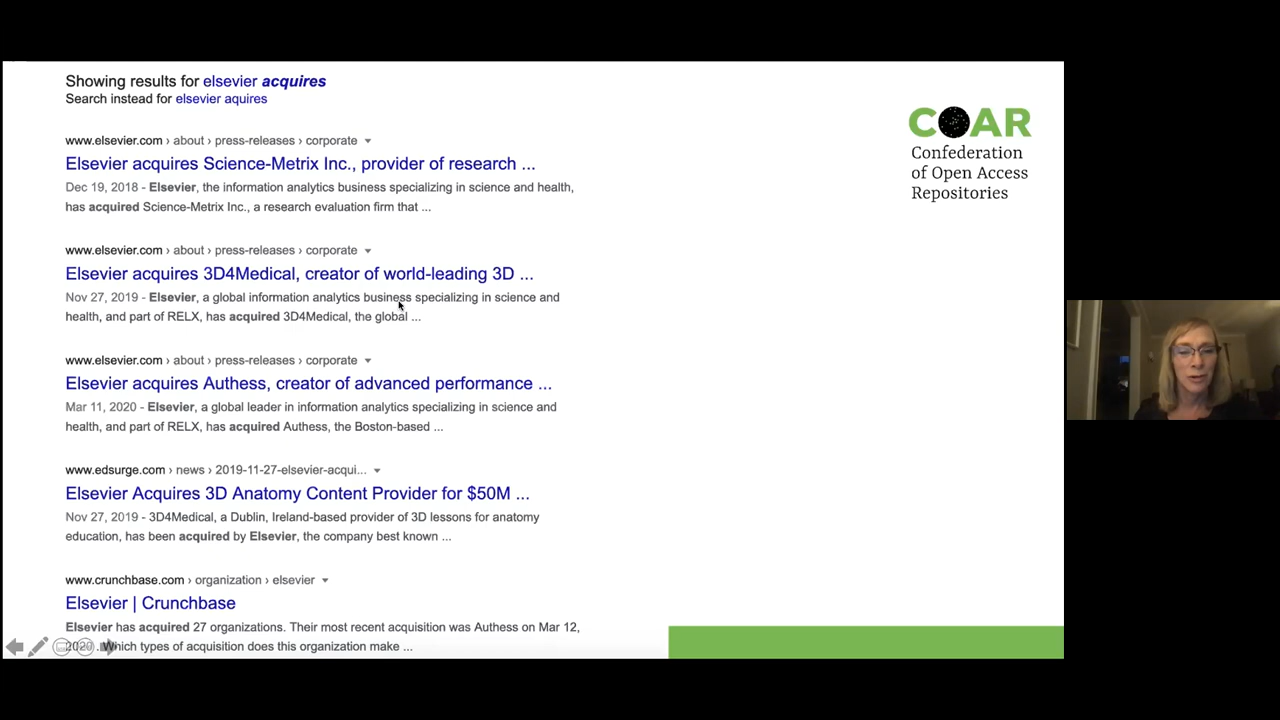 Showing results for elsevier acquires
Search instead for elsevier aquires
www.elsevier.com › about › press-releases › corporate
Elsevier acquires Science-Metrix Inc., provider of research ...
Dec 19, 2018 - Elsevier, the information analytics business specializing in science and health,
has acquired Science-Metrix Inc., a research evaluation firm that ...
www.elsevier.com › about › press-releases › corporate
Elsevier acquires 3D4Medical, creator of world-leading 3D ...
Nov 27, 2019 - Elsevier, a global information analytics business specializing in science and
health, and part of RELX, has acquired 3D4Medical, the global ...
www.elsevier.com › about › press-releases › corporate
Elsevier acquires Authess, creator of advanced performance ...
Mar 11, 2020 - Elsevier, a global leader in information analytics specializing in science and
health, and part of RELX, has acquired Authess, the Boston-based ...
www.edsurge.com › news › 2019-11-27-elsevier-acqui...
Elsevier Acquires 3D Anatomy Content Provider for $50M ...
Nov 27, 2019 - 3D4Medical, a Dublin, Ireland-based provider of 3D lessons for anatomy
education, has been acquired by Elsevier, the company best known ...
www.crunchbase.com › organization › elsevier
Elsevier | Crunchbase
Elsevier has acquired 27 organizations. Their most recent acquisition was Authess on Mar 12,
2020 . Which types of acquisition does this organization make ...
COAR
Confederation
of Open Access
Repositories